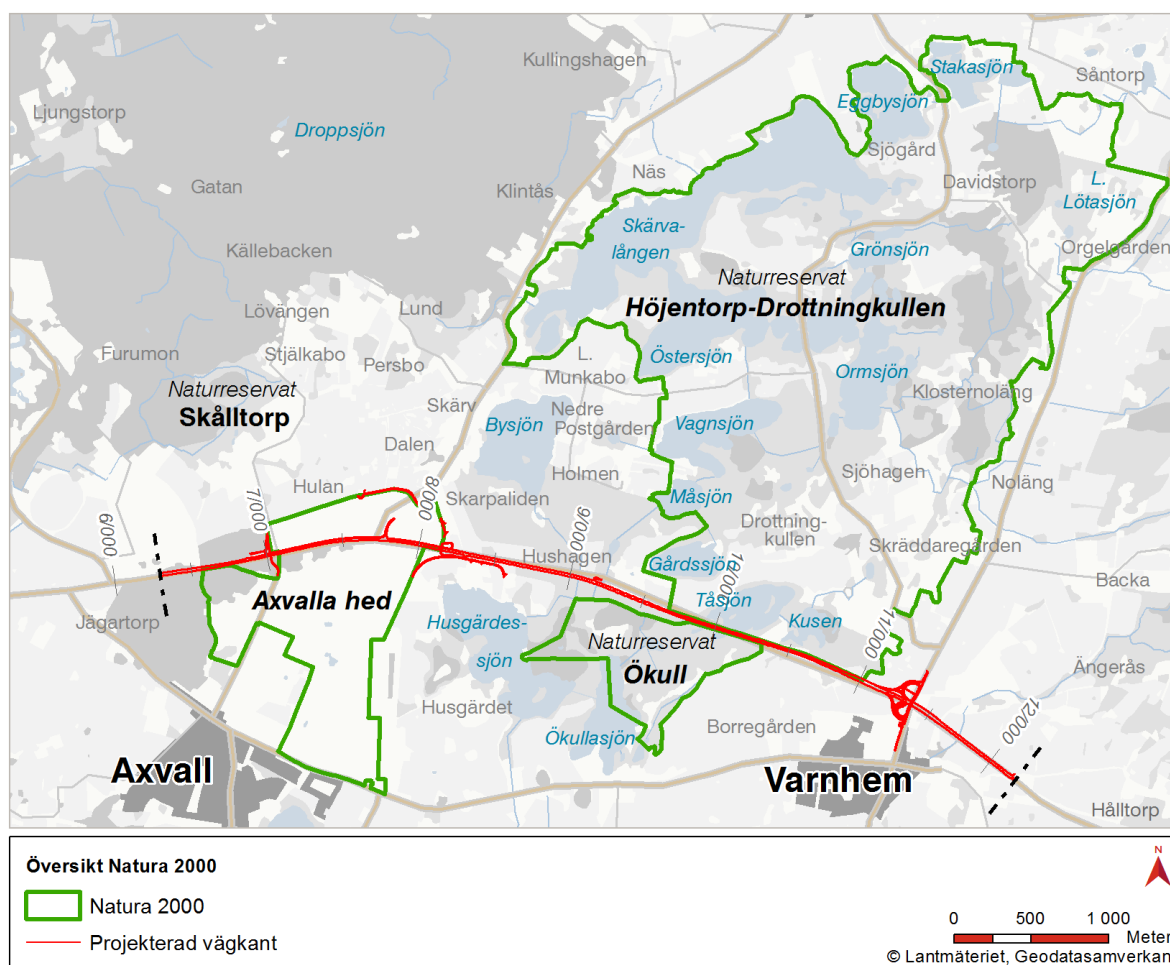 Kullingshagen
Stakasjön
Såntorp
Eggbysjön
Ljungstorp
Droppsjön
Sjögård
Näs
Davidstorp
L.
Lötasjön
Gatan
Klintås
Skärva-
lången
Grönsjön
Orgelgården
Källebacken
Naturreservat
Höjentorp-Drottningkullen
Lövängen
Lund
Furumon
Stjälkabo
Persbo
L.
Munkabo
Östersjön
Ormsjön
Klosternoläng
Naturreservat
Skålltorp
Skärv
Bysjön
Nedre
Postgården
Vagnsjön
Dalen
Holmen
Sjöhagen
Noläng
Hulan
Skarpaliden
Måsjön
Drottning-
kullen
6/000
7/000
8/000
9/000
10/000
11/000
12/000
Hushagen
Gårdssjön
Skräddaregården
Backa
Axvalla hed
Tåsjön
Kusen
Jägartorp
Husgärdes-
sjön
Naturreservat
Ökull
Ängerås
Husgärdet
Ökullasjön
Borregården
Axvall
Varnhem
Hålltorp
Översikt Natura 2000
Natura 2000
Projekterad vägkant
N
0 500 1 000
Meter
© Lantmäteriet, Geodatasamverkan